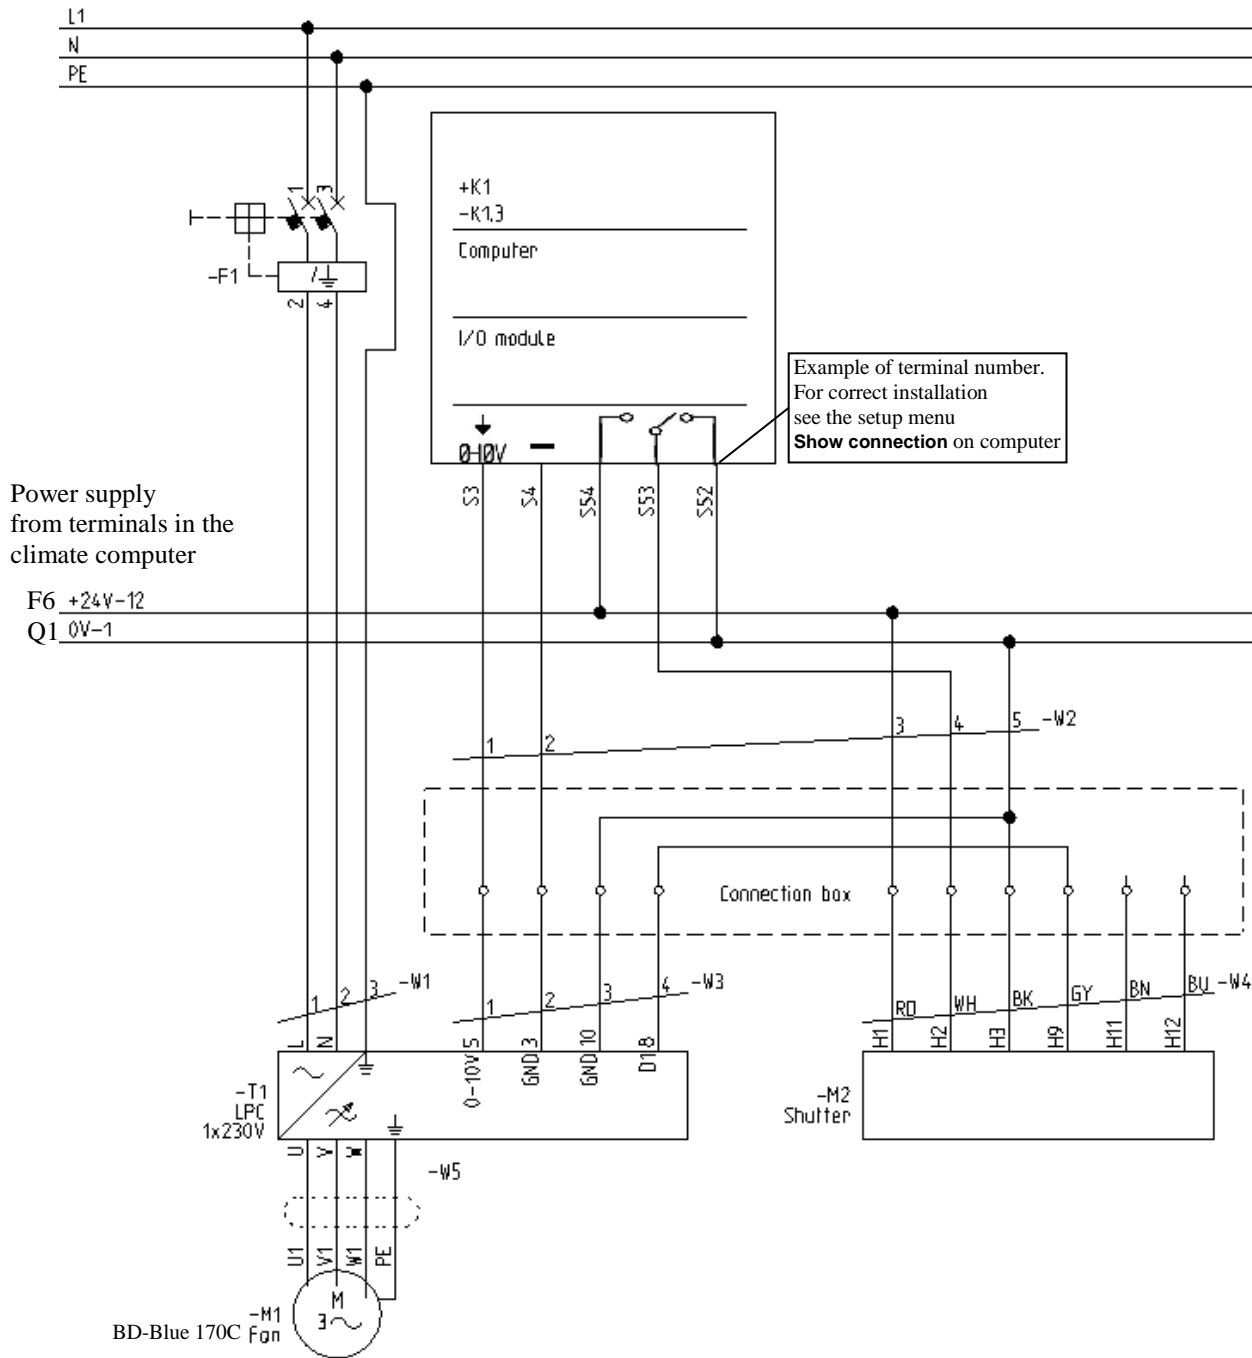 L1
N
PE
1 3
-F1
2 4
+K1
-K1.3
Computer
I/O module
0-10V
Example of terminal number.
For correct installation
see the setup menu
Show connection on computer
S3 S4 S54 S53 S52
Power supply
from terminals in the
climate computer
F6 +24V-12
Q1 0V-1
1 2 3 4 5 -W2
Connection box
1 2 3 -W1
1 2 3 4 -W3
RD WH BK GY BN BU -W4
L N
0-10V 5 GND 3 GND 10 D1 8
H1 H2 H3 H9 H11 H12
-T1
LPC
1x230V
-M2
Shutter
U V W
-W5
U1 V1 W1 PE
M
3
-M1
BD-Blue 170C Fan